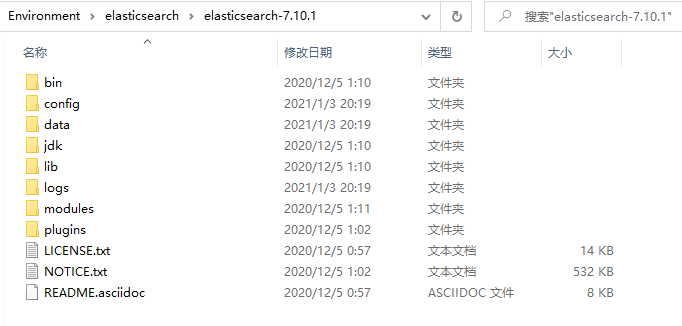 Environment > elasticsearch > elasticsearch-7.10.1 搜索"elasticsearch-7.10.1"
名称 修改日期 类型 大小
bin 2020/12/5 1:10 文件夹
config 2021/1/3 20:19 文件夹
data 2021/1/3 20:19 文件夹
jdk 2020/12/5 1:10 文件夹
lib 2020/12/5 1:10 文件夹
logs 2021/1/3 20:19 文件夹
modules 2020/12/5 1:11 文件夹
plugins 2020/12/5 1:02 文件夹
LICENSE.txt 2020/12/5 0:57 文本文档 14 KB
NOTICE.txt 2020/12/5 1:02 文本文档 532 KB
README.asciidoc 2020/12/5 0:57 ASCIIDOC 文件 8 KB